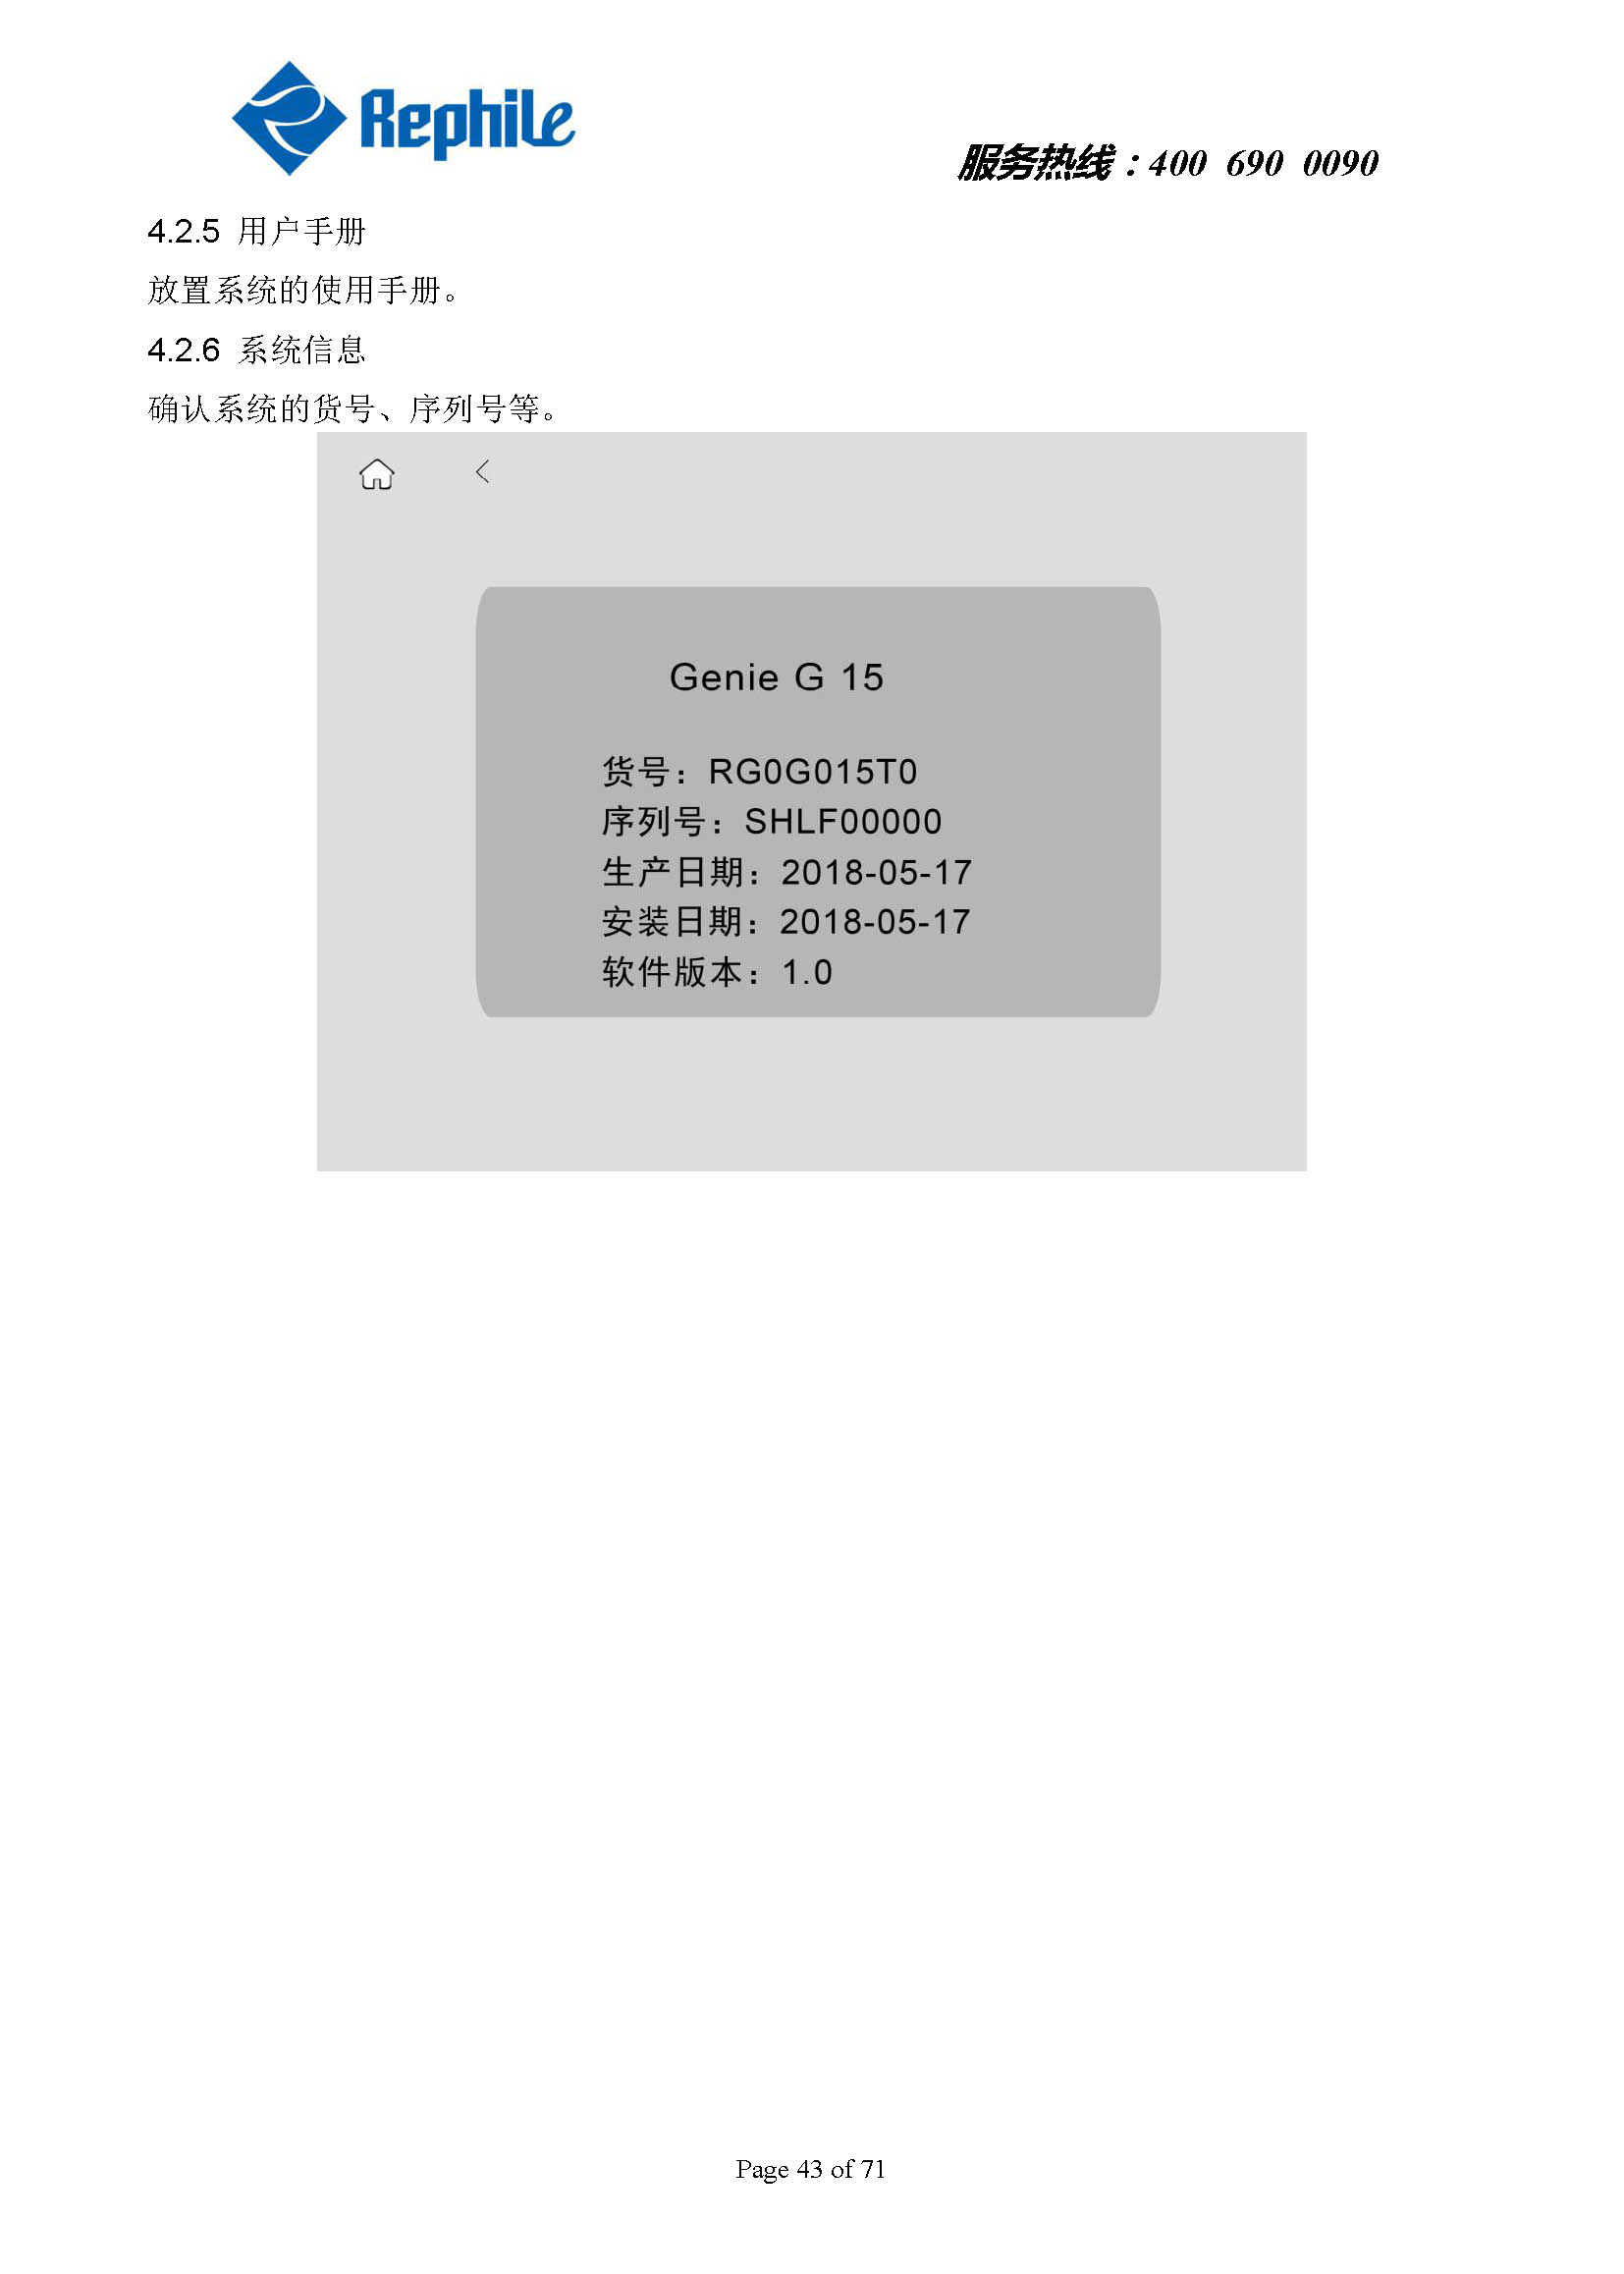 Rephile
服务热线：400 690 0090
4.2.5 用户手册
放置系统的使用手册。
4.2.6 系统信息
确认系统的货号、序列号等。
Genie G 15
货号：RG0G015T0
序列号：SHLF00000
生产日期：2018-05-17
安装日期：2018-05-17
软件版本：1.0
Page 43 of 71